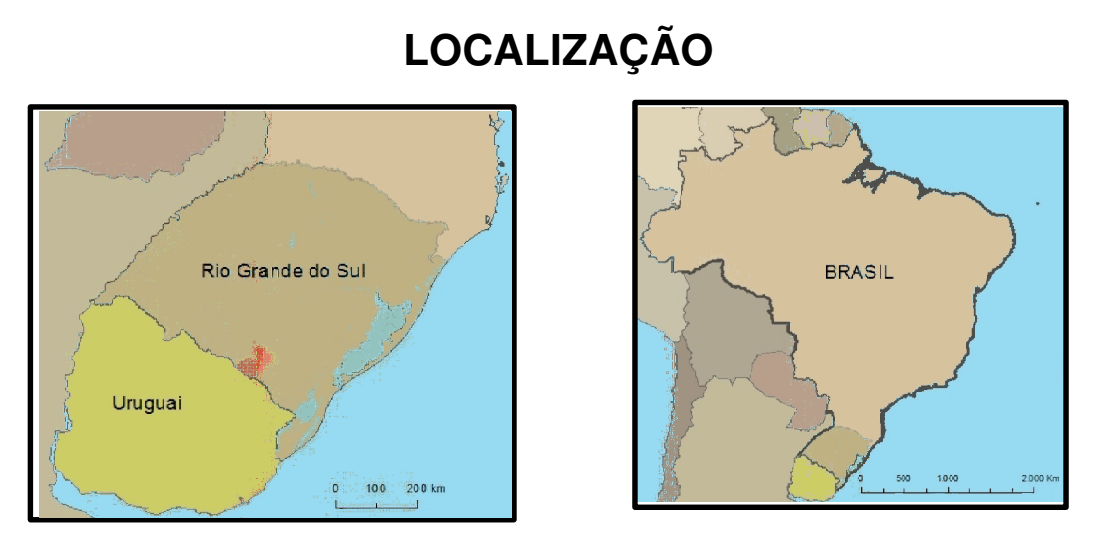 LOCALIZAÇÃO
Rio Grande do Sul
Uruguai
0 100 200 km
BRASIL
0 500 1.000 2.000 Km